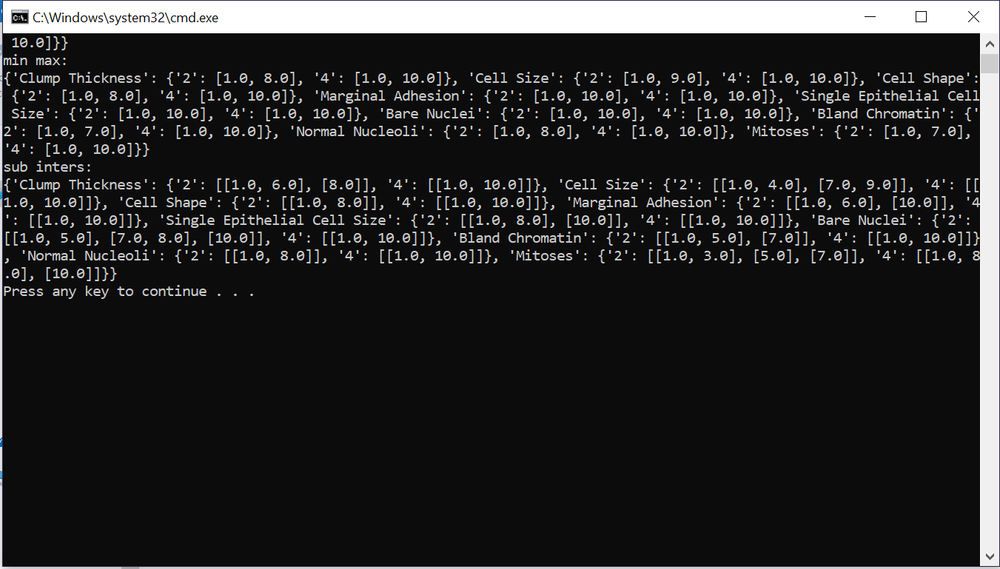 C:\Windows\system32\cmd.exe
 10.0]}}
min max:
{'Clump Thickness': {'2': [1.0, 8.0], '4': [1.0, 10.0]}, 'Cell Size': {'2': [1.0, 9.0], '4': [1.0, 10.0]}, 'Cell Shape':
 {'2': [1.0, 8.0], '4': [1.0, 10.0]}, 'Marginal Adhesion': {'2': [1.0, 10.0], '4': [1.0, 10.0]}, 'Single Epithelial Cell
 Size': {'2': [1.0, 10.0], '4': [1.0, 10.0]}, 'Bare Nuclei': {'2': [1.0, 10.0], '4': [1.0, 10.0]}, 'Bland Chromatin': {'
2': [1.0, 7.0], '4': [1.0, 10.0]}, 'Normal Nucleoli': {'2': [1.0, 8.0], '4': [1.0, 10.0]}, 'Mitoses': {'2': [1.0, 7.0],
'4': [1.0, 10.0]}}
sub inters:
{'Clump Thickness': {'2': [[1.0, 6.0], [8.0]], '4': [[1.0, 10.0]]}, 'Cell Size': {'2': [[1.0, 4.0], [7.0, 9.0]], '4': [[
1.0, 10.0]]}, 'Cell Shape': {'2': [[1.0, 8.0]], '4': [[1.0, 10.0]]}, 'Marginal Adhesion': {'2': [[1.0, 6.0], [10.0]], '4
': [[1.0, 10.0]]}, 'Single Epithelial Cell Size': {'2': [[1.0, 8.0], [10.0]], '4': [[1.0, 10.0]]}, 'Bare Nuclei': {'2':
[[1.0, 5.0], [7.0, 8.0], [10.0]], '4': [[1.0, 10.0]]}, 'Bland Chromatin': {'2': [[1.0, 5.0], [7.0]], '4': [[1.0, 10.0]]}
, 'Normal Nucleoli': {'2': [[1.0, 8.0]], '4': [[1.0, 10.0]]}, 'Mitoses': {'2': [[1.0, 3.0], [5.0], [7.0]], '4': [[1.0, 8
.0], [10.0]]}}
Press any key to continue . . .